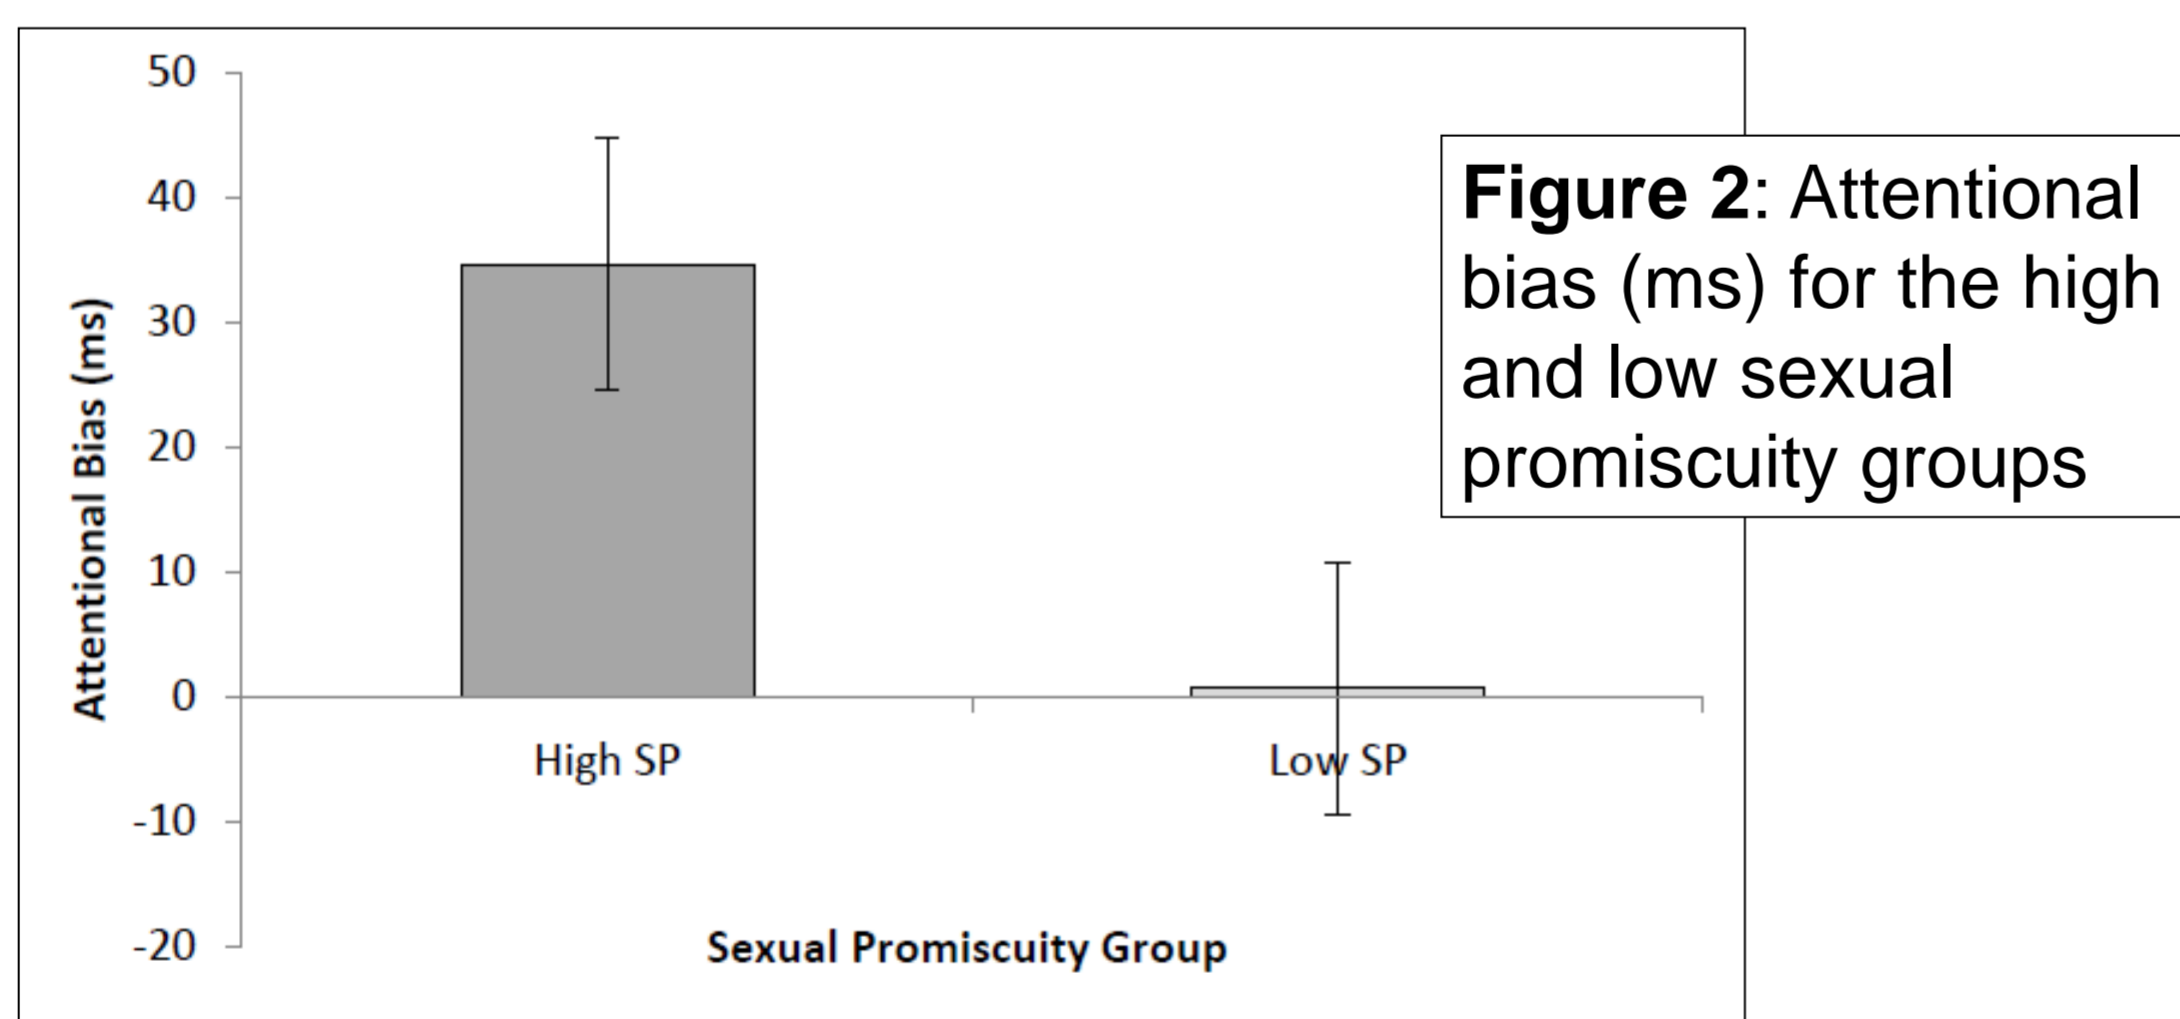 50
40
30
20
10
0
-10
-20
Attentional Bias (ms)
High SP
Low SP
Sexual Promiscuity Group
Figure 2: Attentional
bias (ms) for the high
and low sexual
promiscuity groups